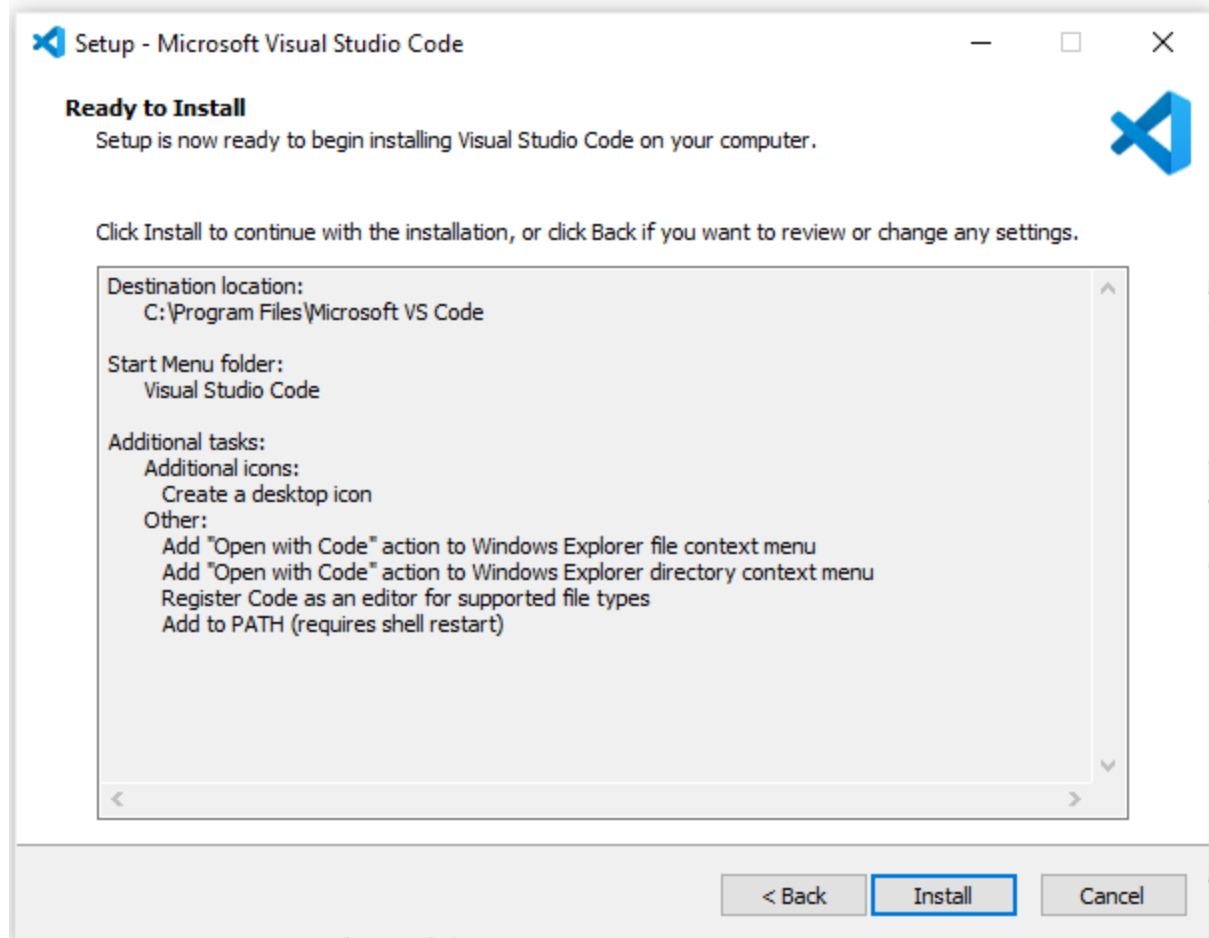 Setup - Microsoft Visual Studio Code
Ready to Install
Setup is now ready to begin installing Visual Studio Code on your computer.
Click Install to continue with the installation, or click Back if you want to review or change any settings.
Destination location:
C:\Program Files\Microsoft VS Code
Start Menu folder:
Visual Studio Code
Additional tasks:
Additional icons:
Create a desktop icon
Other:
Add "Open with Code" action to Windows Explorer file context menu
Add "Open with Code" action to Windows Explorer directory context menu
Register Code as an editor for supported file types
Add to PATH (requires shell restart)
< Back
Install
Cancel